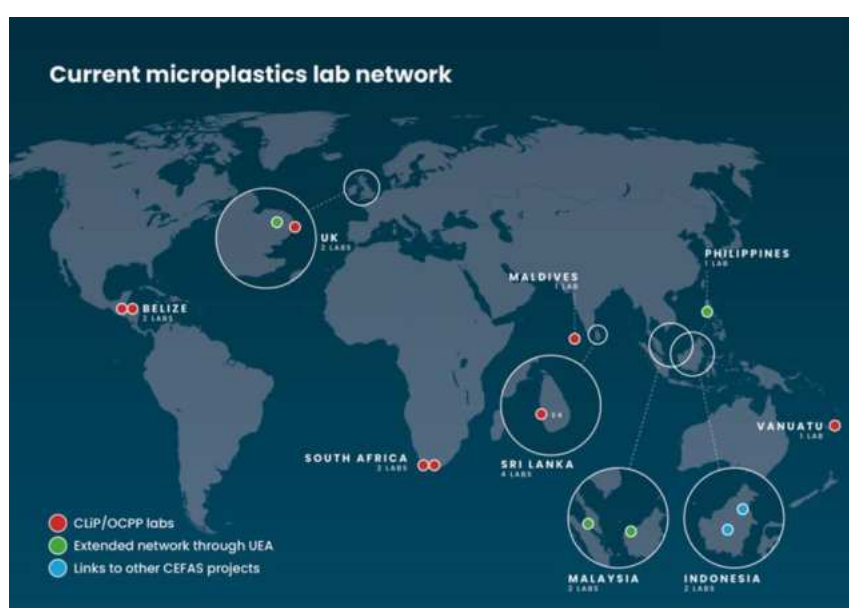 Current microplastics lab network
UK
2 LABS
PHILIPPINES
1 LAB
MALDIVES
1 LAB
BELIZE
2 LABS
VANUATU
1 LAB
SOUTH AFRICA
2 LABS
SRI LANKA
4 LABS
CLiP/OCPP labs
Extended network through UEA
Links to other CEFAS projects
MALAYSIA
2 LABS
INDONESIA
2 LABS